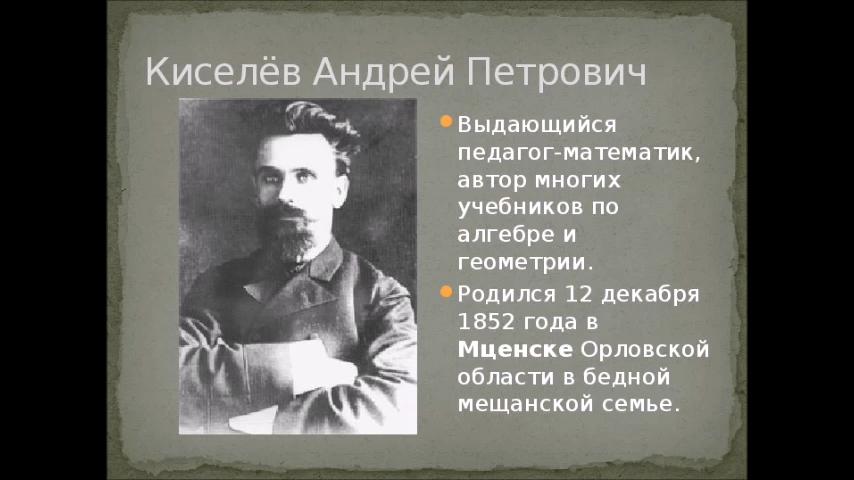 Киселёв Андрей Петрович
Выдающийся
педагог-математик,
автор многих
учебников по
алгебре и
геометрии.
Родился 12 декабря
1852 года в
Мценске Орловской
области в бедной
мещанской семье.